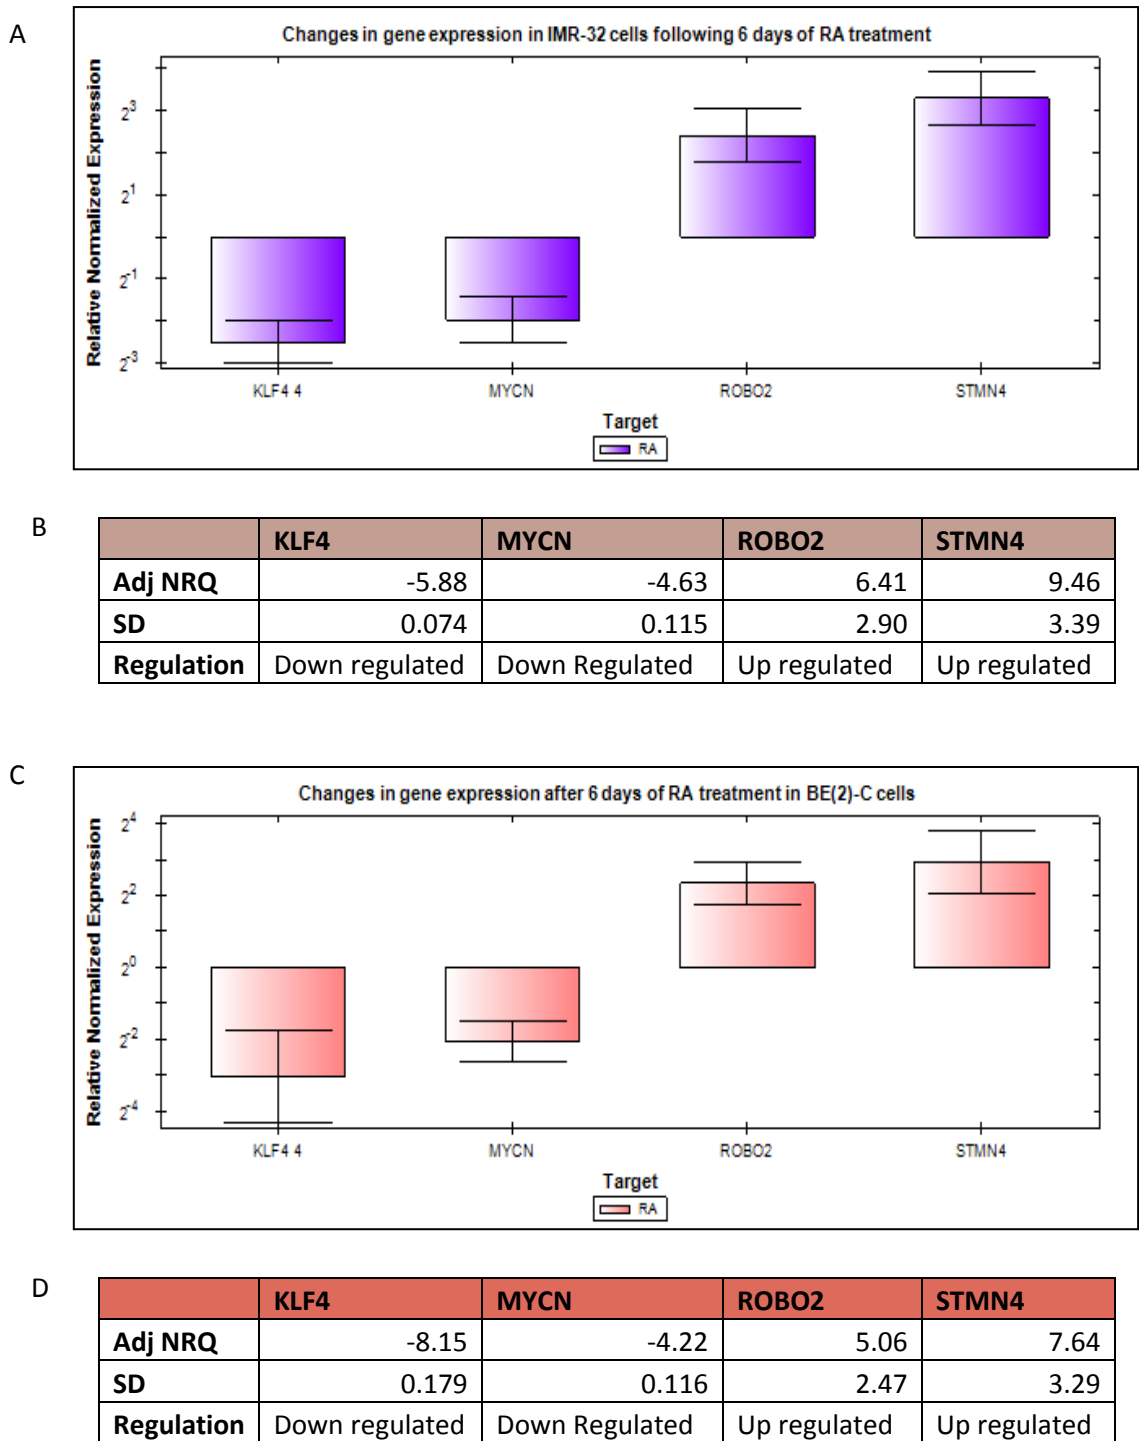 A
Changes in gene expression in IMR-32 cells following 6 days of RA treatment
Relative Normalized Expression
2^3
2^1
2^-1
2^-3
KLF4 4 MYCN ROBO2 STMN4
Target
RA
B
KLF4 MYCN ROBO2 STMN4
Adj NRQ -5.88 -4.63 6.41 9.46
SD 0.074 0.115 2.90 3.39
Regulation Down regulated Down Regulated Up regulated Up regulated
C
Changes in gene expression after 6 days of RA treatment in BE(2)-C cells
Relative Normalized Expression
2^4
2^2
2^0
2^-2
2^-4
KLF4 4 MYCN ROBO2 STMN4
Target
RA
D
KLF4 MYCN ROBO2 STMN4
Adj NRQ -8.15 -4.22 5.06 7.64
SD 0.179 0.116 2.47 3.29
Regulation Down regulated Down Regulated Up regulated Up regulated